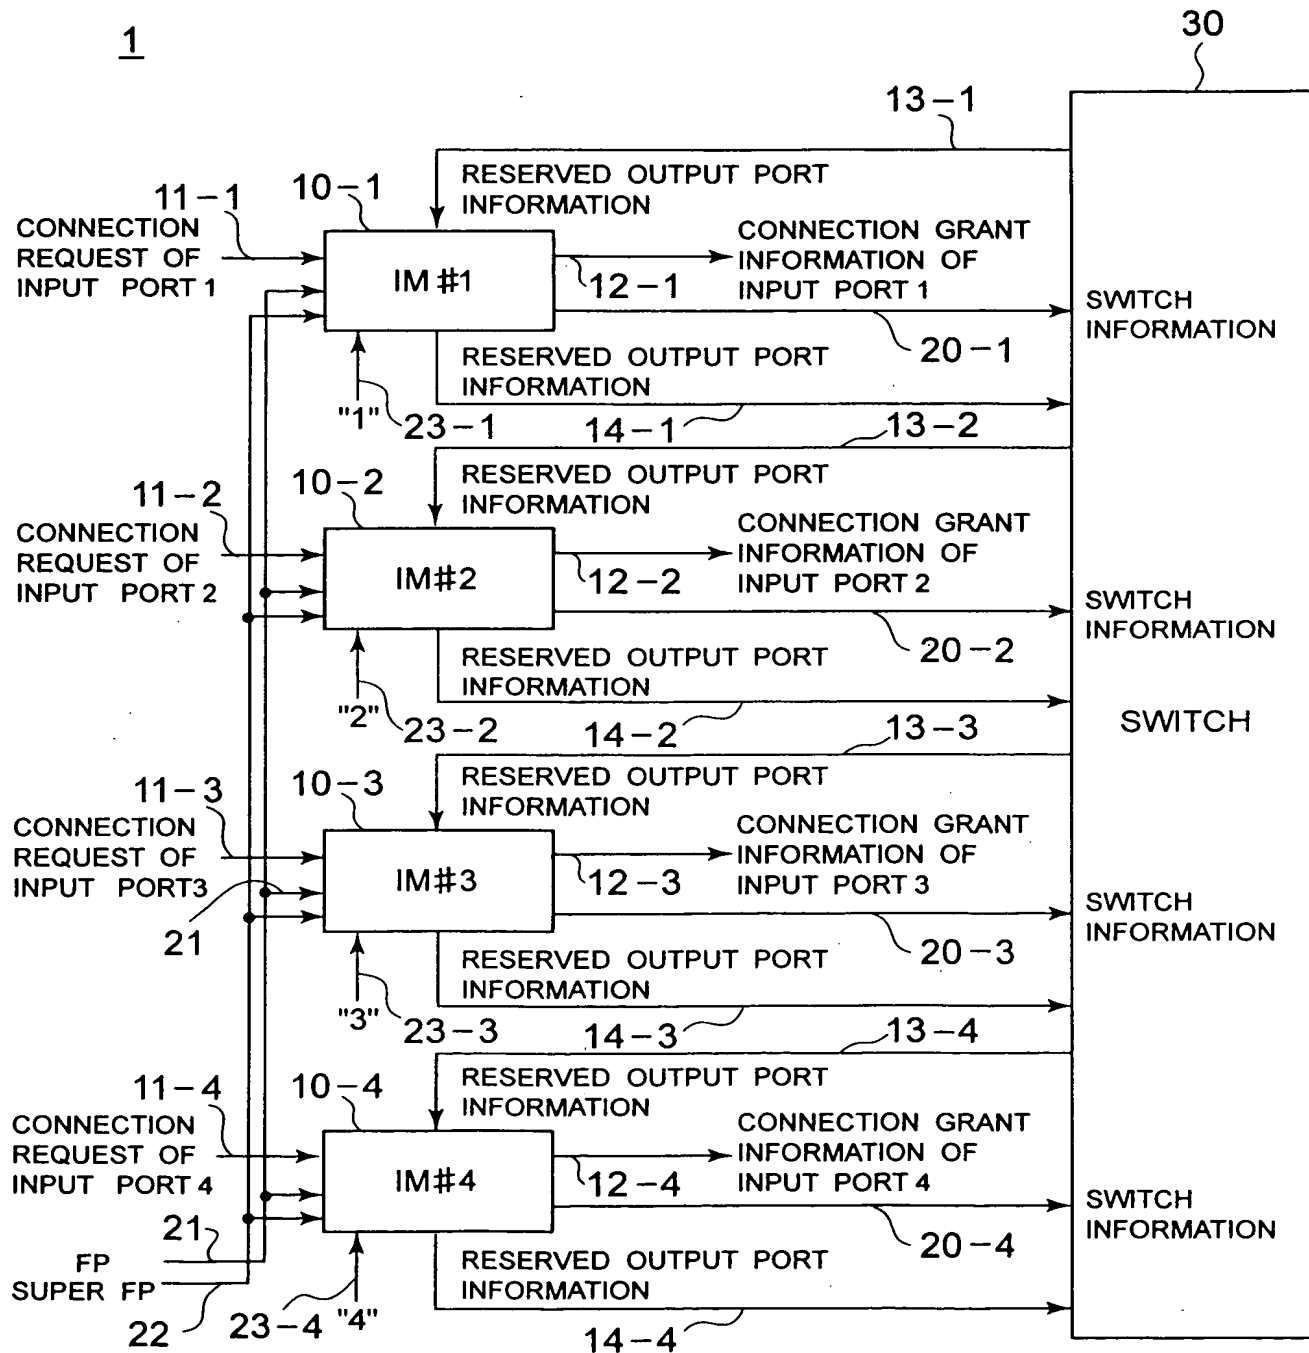 1
30
13-1
RESERVED OUTPUT PORT
INFORMATION
10-1
11-1
CONNECTION
REQUEST OF
INPUT PORT 1
IM #1
12-1
CONNECTION GRANT
INFORMATION OF
INPUT PORT 1
SWITCH
INFORMATION
20-1
RESERVED OUTPUT PORT
INFORMATION
"1"
23-1
14-1
13-2
RESERVED OUTPUT PORT
INFORMATION
10-2
11-2
CONNECTION
REQUEST OF
INPUT PORT 2
IM#2
12-2
CONNECTION GRANT
INFORMATION OF
INPUT PORT 2
SWITCH
INFORMATION
20-2
RESERVED OUTPUT PORT
INFORMATION
"2"
23-2
14-2
SWITCH
13-3
RESERVED OUTPUT PORT
INFORMATION
10-3
11-3
CONNECTION
REQUEST OF
INPUT PORT3
21
IM#3
12-3
CONNECTION GRANT
INFORMATION OF
INPUT PORT 3
SWITCH
INFORMATION
20-3
RESERVED OUTPUT PORT
INFORMATION
"3"
23-3
14-3
13-4
RESERVED OUTPUT PORT
INFORMATION
10-4
11-4
CONNECTION
REQUEST OF
INPUT PORT 4
IM#4
12-4
CONNECTION GRANT
INFORMATION OF
INPUT PORT 4
SWITCH
INFORMATION
20-4
RESERVED OUTPUT PORT
INFORMATION
21
FP
SUPER FP
22
23-4
"4"
14-4